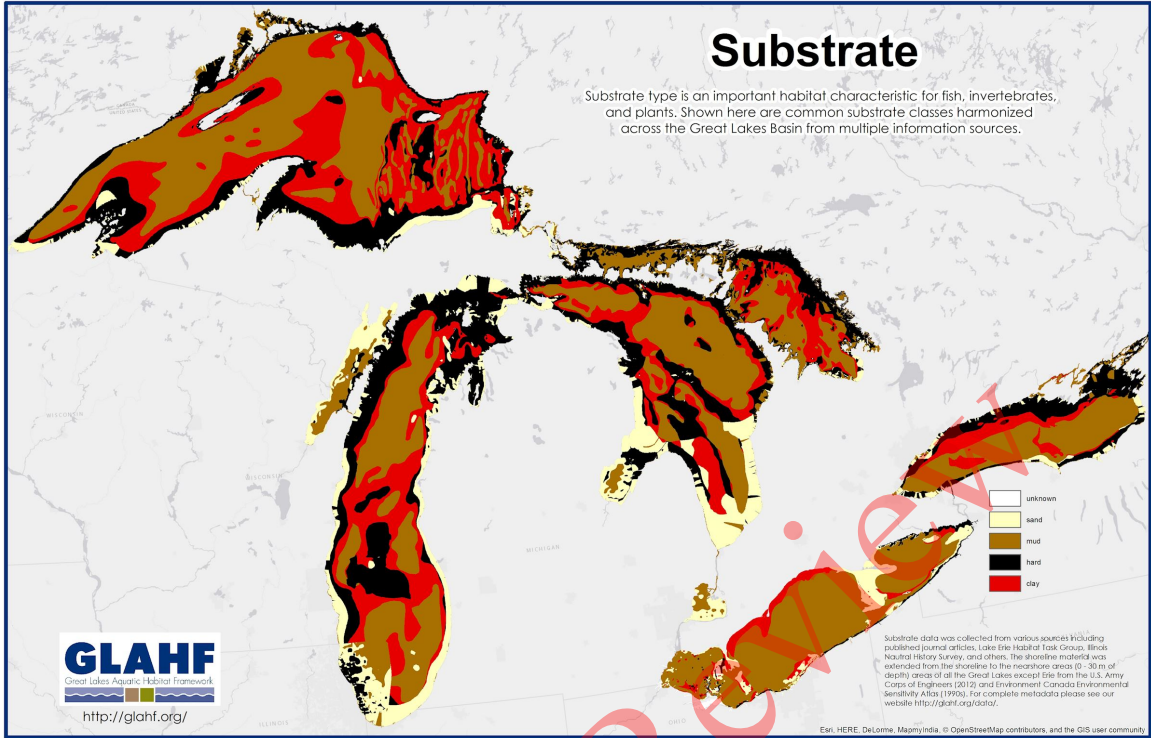 Substrate
Substrate type is an important habitat characteristic for fish, invertebrates,
and plants. Shown here are common substrate classes harmonized
across the Great Lakes Basin from multiple information sources.
WISCONSIN
WISCONSIN
MICHIGAN
unknown
sand
mud
hard
clay
Review
GLAHF
Great Lakes Aquatic Habitat Framework
http://glahf.org/
ILLINOIS
OHIO
Substrate data was collected from various sources including
published journal articles, Lake Erie Habitat Task Group, Illinois
Nautral History Survey, and others. The shoreline material was
extended from the shoreline to the nearshore areas (0 - 30 m of
depth) areas of all the Great Lakes except Erie from the U.S. Army
Corps of Engineers (2012) and Environment Canada Environmental
Sensitivity Atlas (1990s). For complete metadata please see our
website http://glahf.org/data/.
Esri, HERE, DeLorme, MapmyIndia, © OpenStreetMap contributors, and the GIS user community